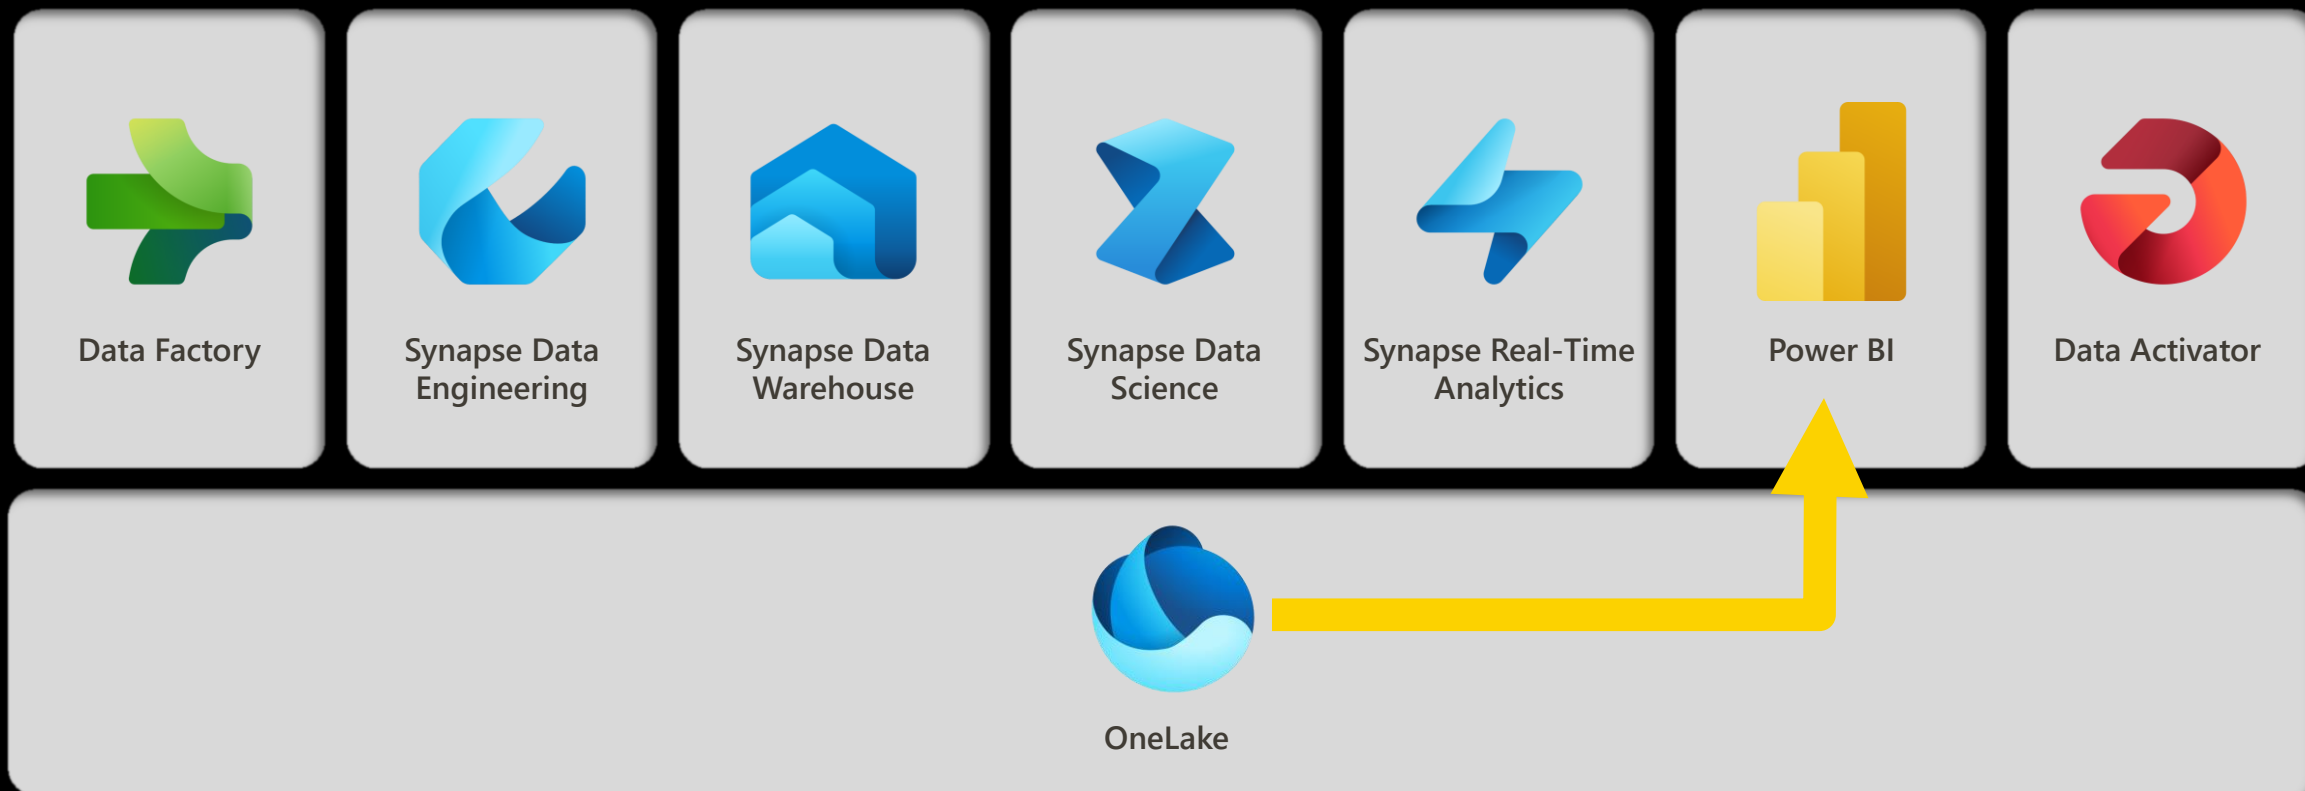 Data Factory
Synapse Data
Engineering
Synapse Data
Warehouse
Synapse Data
Science
Synapse Real-Time
Analytics
Power BI
Data Activator
OneLake